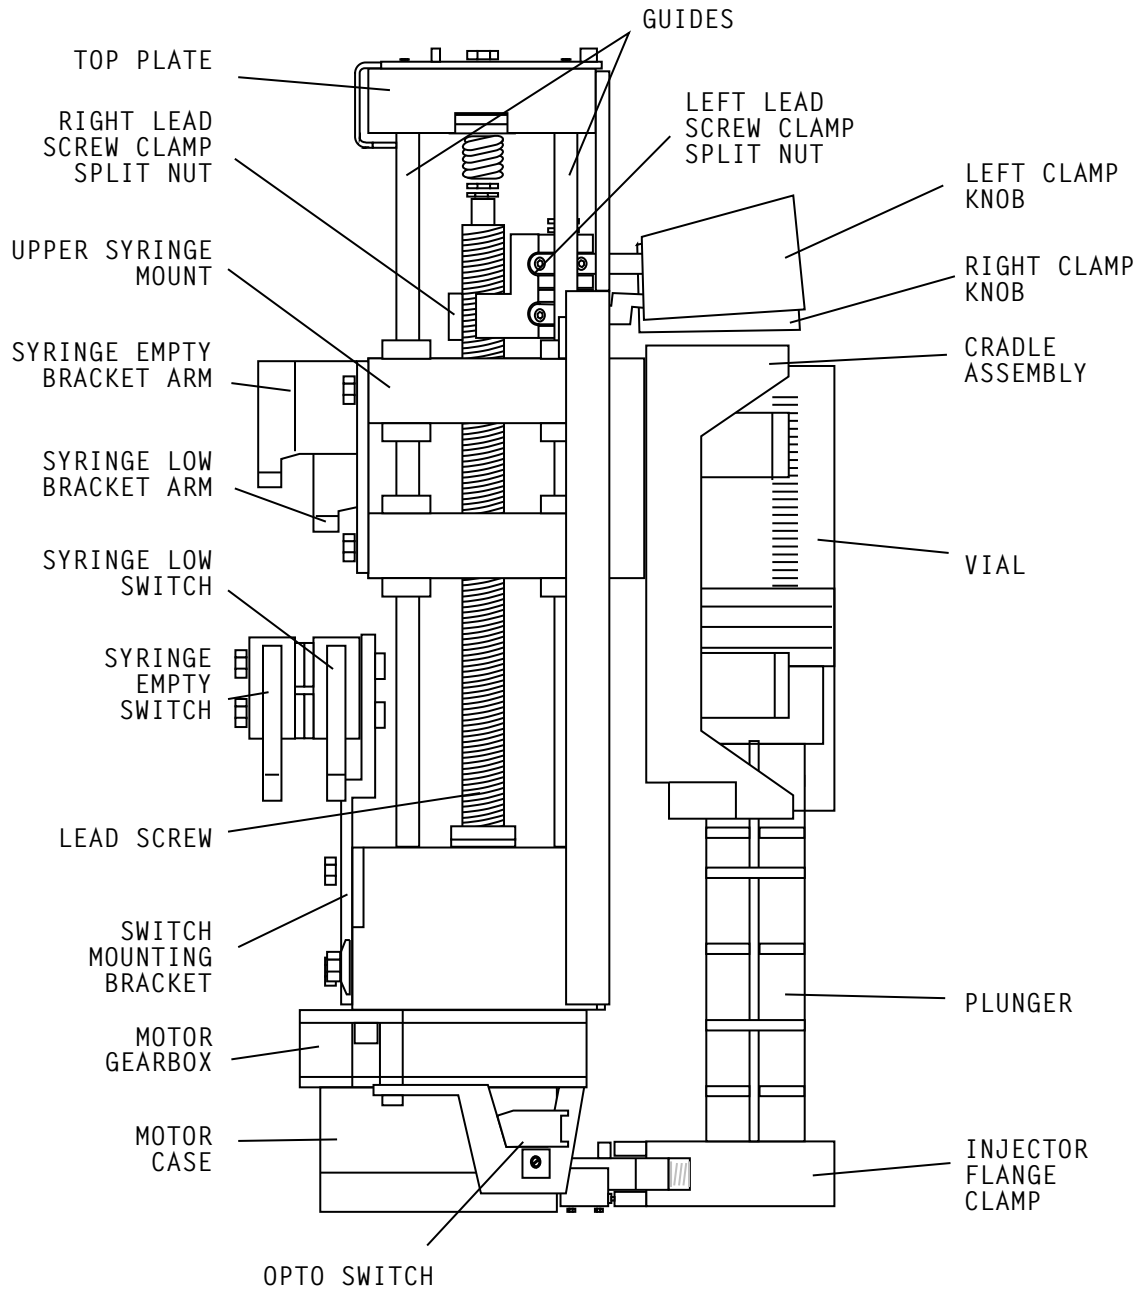 GUIDES
TOP PLATE
RIGHT LEAD
SCREW CLAMP
SPLIT NUT
LEFT LEAD
SCREW CLAMP
SPLIT NUT
LEFT CLAMP
KNOB
UPPER SYRINGE
MOUNT
RIGHT CLAMP
KNOB
SYRINGE EMPTY
BRACKET ARM
CRADLE
ASSEMBLY
SYRINGE LOW
BRACKET ARM
SYRINGE LOW
SWITCH
VIAL
SYRINGE
EMPTY
SWITCH
LEAD SCREW
SWITCH
MOUNTING
BRACKET
PLUNGER
MOTOR
GEARBOX
MOTOR
CASE
INJECTOR
FLANGE
CLAMP
OPTO SWITCH